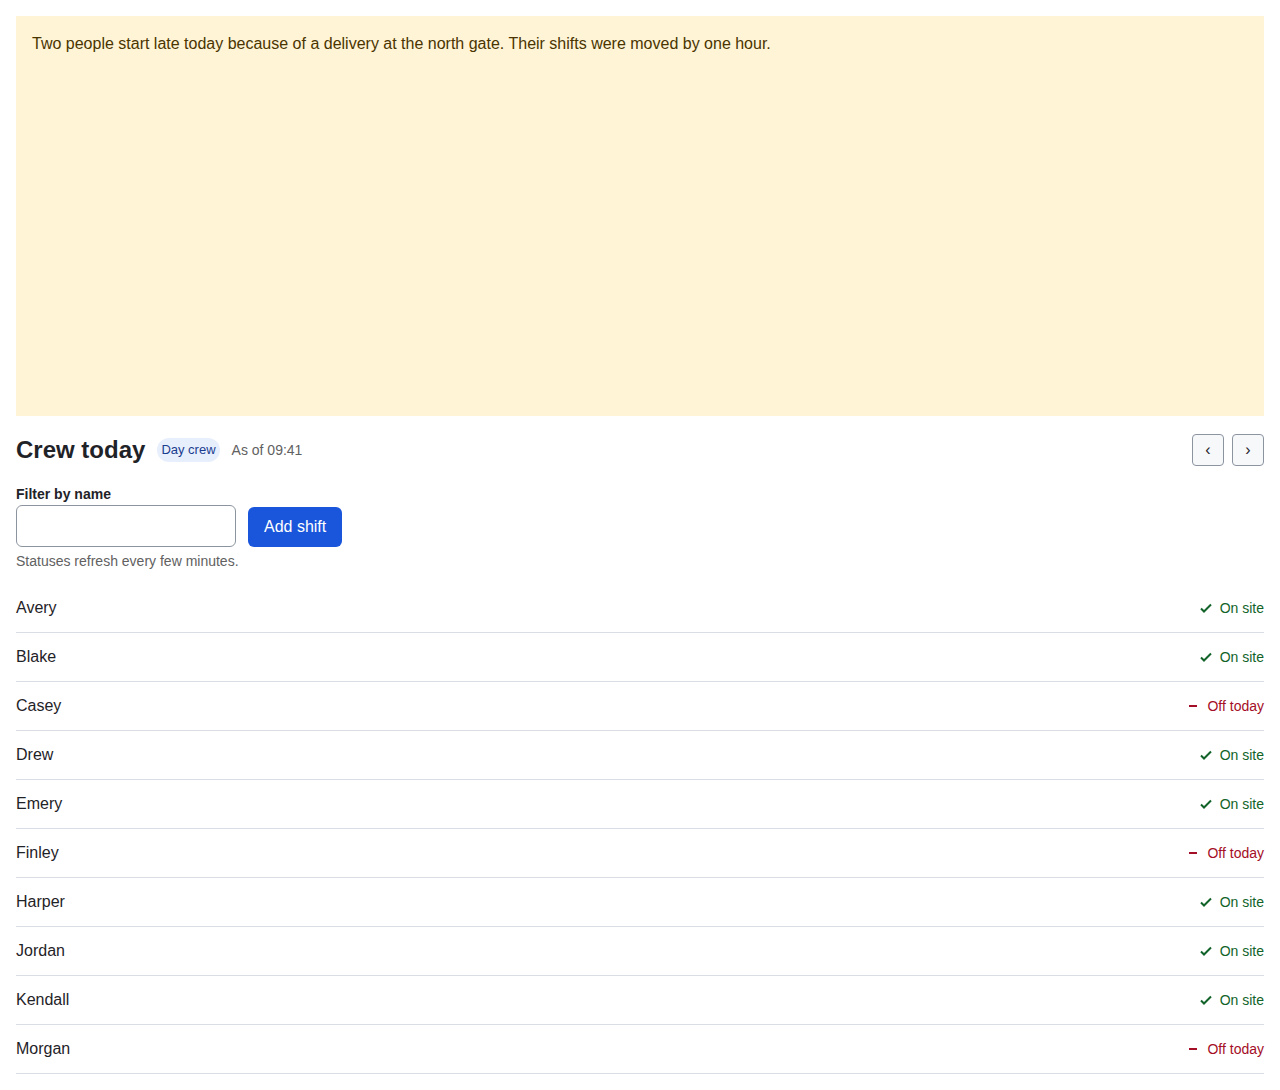 Two people start late today because of a delivery at the north gate. Their shifts were moved by one hour.
Crew today Day crew As of 09:41 ‹ ›
Filter by name
Add shift
Statuses refresh every few minutes.
Avery On site
Blake On site
Casey Off today
Drew On site
Emery On site
Finley Off today
Harper On site
Jordan On site
Kendall On site
Morgan Off today